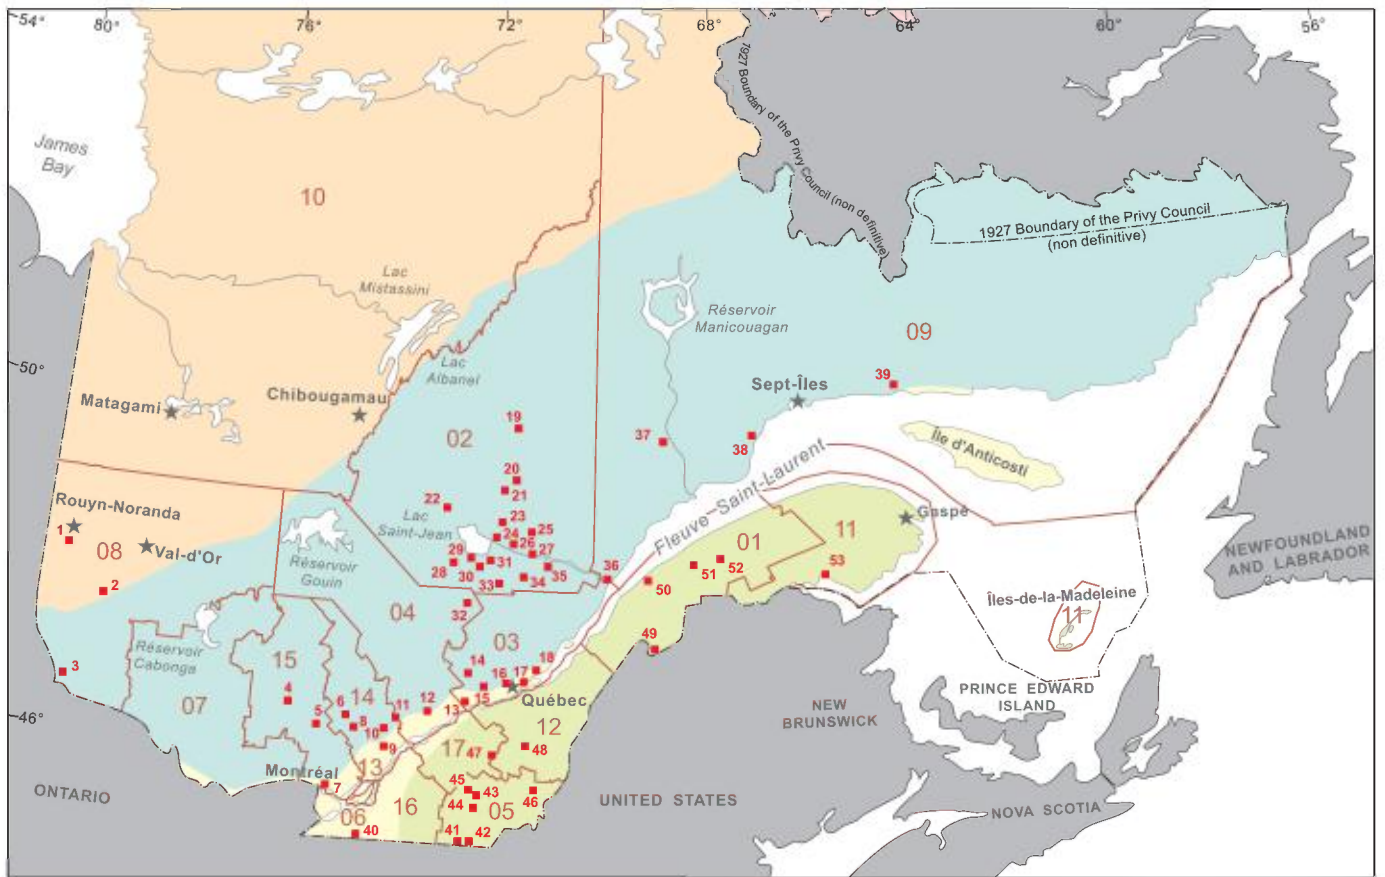 54°
80°
76°
72°
68°
64°
60°
56°
1927 Boundary of the Privy Council (non definitive)
James
Bay
10
1927 Boundary of the Privy Council
(non definitive)
Lac
Mistassini
Réservoir
Manicouagan
09
50°
Lac
Albanel
Sept-Îles
39
Matagami
Chibougamau
19
02
37
38
Île d'Anticosti
Fleuve Saint-Laurent
20
21
22
Rouyn-Noranda
Lac
Saint-Jean
23
24
25
26
27
Gaspé
11
01
1
08
Val-d'Or
Réservoir
Gouin
29
28
30
31
33
34
35
36
51
52
53
50
2
NEWFOUNDLAND
AND LABRADOR
Îles-de-la-Madeleine
11
04
32
03
Réservoir
Cabonga
15
49
3
14
16
17
18
4
07
14
6
5
8
10
11
12
13
15
Québec
PRINCE EDWARD
ISLAND
46°
NEW
BRUNSWICK
12
9
17
47
48
Montréal
7
13
ONTARIO
16
45
43
44
05
46
UNITED STATES
NOVA SCOTIA
06
40
41
42